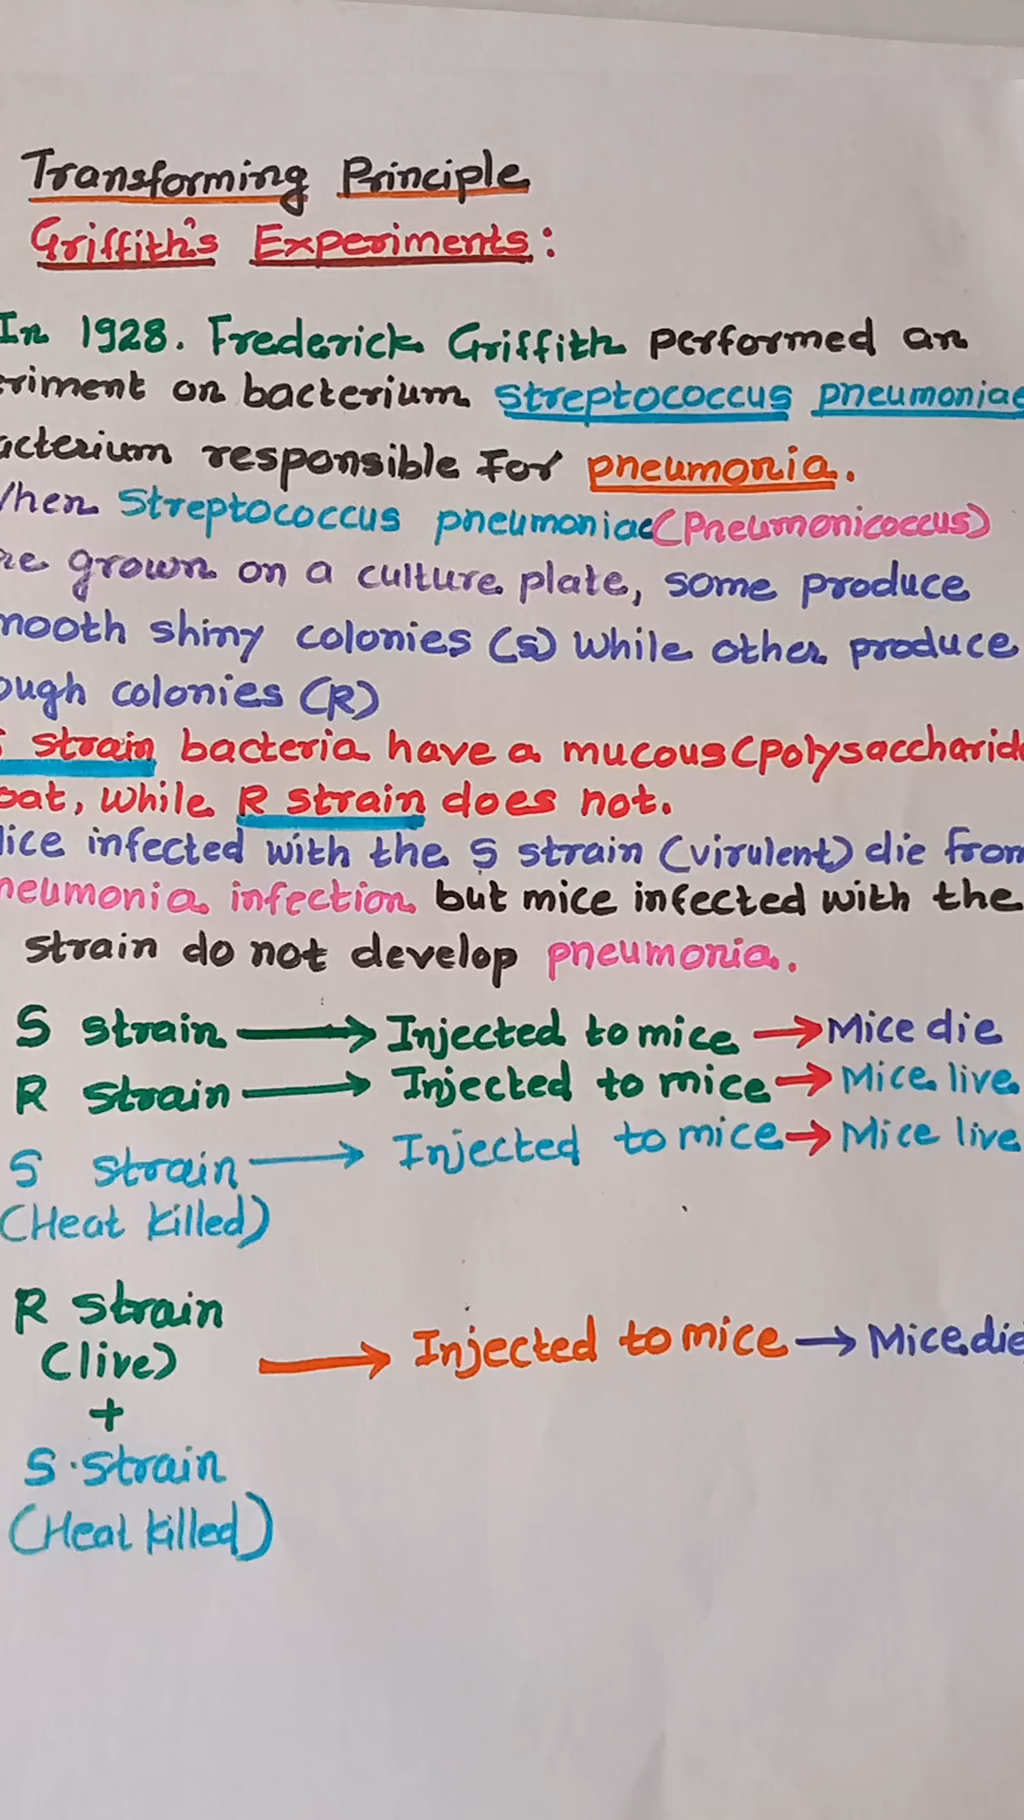 Transforming Principle
Griffith's Experiments:
In 1928. Frederick Griffith performed an
eriment on bacterium Streptococcus pneumoniae
acterium responsible for pneumonia.
When Streptococcus pneumoniae (Pneumonicoccus)
re grown on a culture plate, some produce
mooth shiny colonies (S) while other produce
ough colonies (R)
S strain bacteria have a mucous (polysaccharid
oat, while R strain does not.
ice infected with the S strain (virulent) die from
neumonia infection but mice infected with the
strain do not develop pneumonia.
S strain → Injected to mice → Mice die
R strain → Injected to mice → Mice live
S strain → Injected to mice → Mice live
(Heat killed)
R strain
(live) → Injected to mice → Mice die
+
S. strain
(Heat killed)